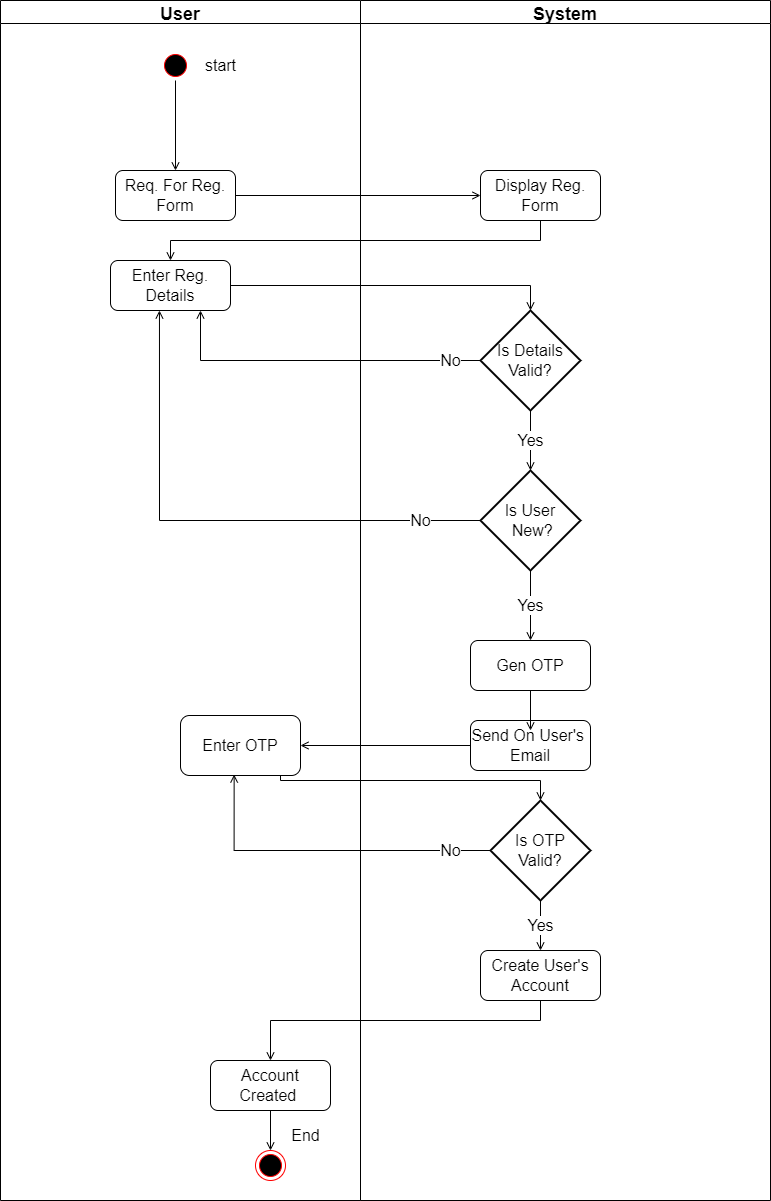 User
System
start
Req. For Reg.
Form
Display Reg.
Form
Enter Reg.
Details
Is Details
Valid?
No
Yes
Is User
New?
No
Yes
Gen OTP
Send On User's
Email
Enter OTP
Is OTP
Valid?
No
Yes
Create User's
Account
Account
Created
End